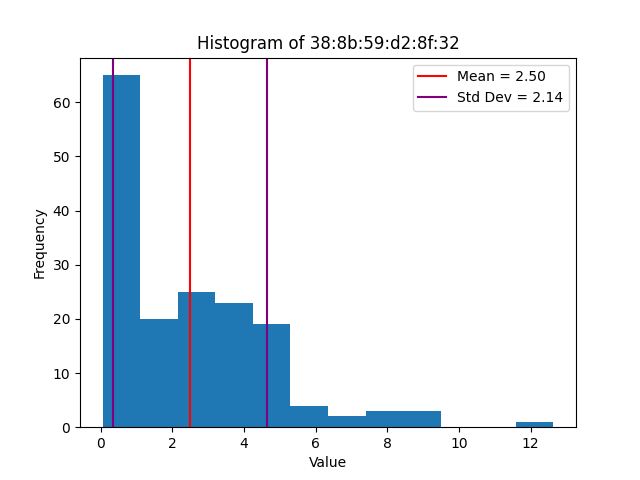 Histogram of 38:8b:59:d2:8f:32
Mean = 2.50
Std Dev = 2.14
Frequency
60
50
40
30
20
10
0
0 2 4 6 8 10 12
Value